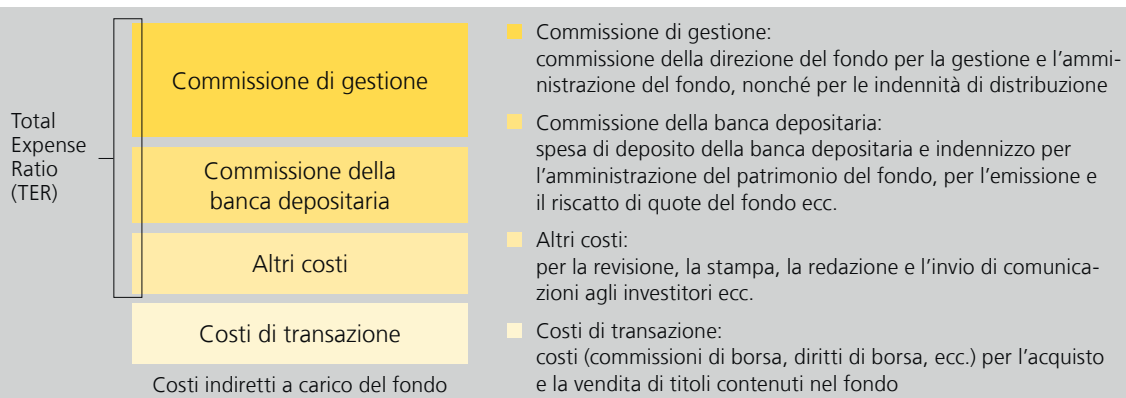 Total
Expense
Ratio
(TER)
Commissione di gestione
Commissione della
banca depositaria
Altri costi
Costi di transazione
Costi indiretti a carico del fondo
Commissione di gestione:
commissione della direzione del fondo per la gestione e l'ammi-
nistrazione del fondo, nonché per le indennità di distribuzione
Commissione della banca depositaria:
spesa di deposito della banca depositaria e indennizzo per
l'amministrazione del patrimonio del fondo, per l'emissione e
il riscatto di quote del fondo ecc.
Altri costi:
per la revisione, la stampa, la redazione e l'invio di comunica-
zioni agli investitori ecc.
Costi di transazione:
costi (commissioni di borsa, diritti di borsa, ecc.) per l'acquisto
e la vendita di titoli contenuti nel fondo